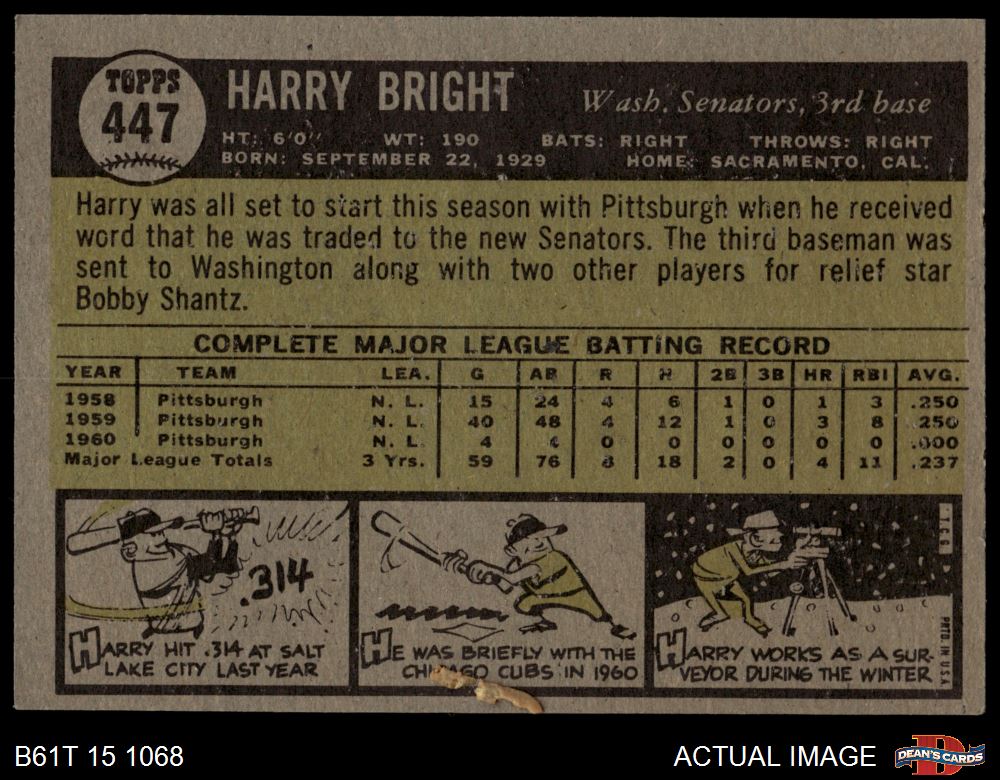 TOPPS
447
HARRY BRIGHT
Wash. Senators, 3rd base
HT: 6'0" WT: 190 BATS: RIGHT THROWS: RIGHT
BORN: SEPTEMBER 22, 1929 HOME: SACRAMENTO, CAL.
Harry was all set to start this season with Pittsburgh when he received
word that he was traded to the new Senators. The third baseman was
sent to Washington along with two other players for relief star
Bobby Shantz.
COMPLETE MAJOR LEAGUE BATTING RECORD
YEAR TEAM LEA. G AB R H 2B 3B HR RBI AVG.
1958 Pittsburgh N. L. 15 24 4 6 1 0 1 3 .250
1959 Pittsburgh N. L. 40 48 4 12 1 0 3 8 .250
1960 Pittsburgh N. L. 4 4 0 0 0 0 0 0 .000
Major League Totals 3 Yrs. 59 76 8 18 2 0 4 11 .237
.314
HARRY HIT .314 AT SALT
LAKE CITY LAST YEAR
HE WAS BRIEFLY WITH THE
CHICAGO CUBS IN 1960
HARRY WORKS AS A SUR-
VEYOR DURING THE WINTER
T.C.G.
PRTD IN U.S.A.
B61T 15 1068
ACTUAL IMAGE
DEAN'S CARDS